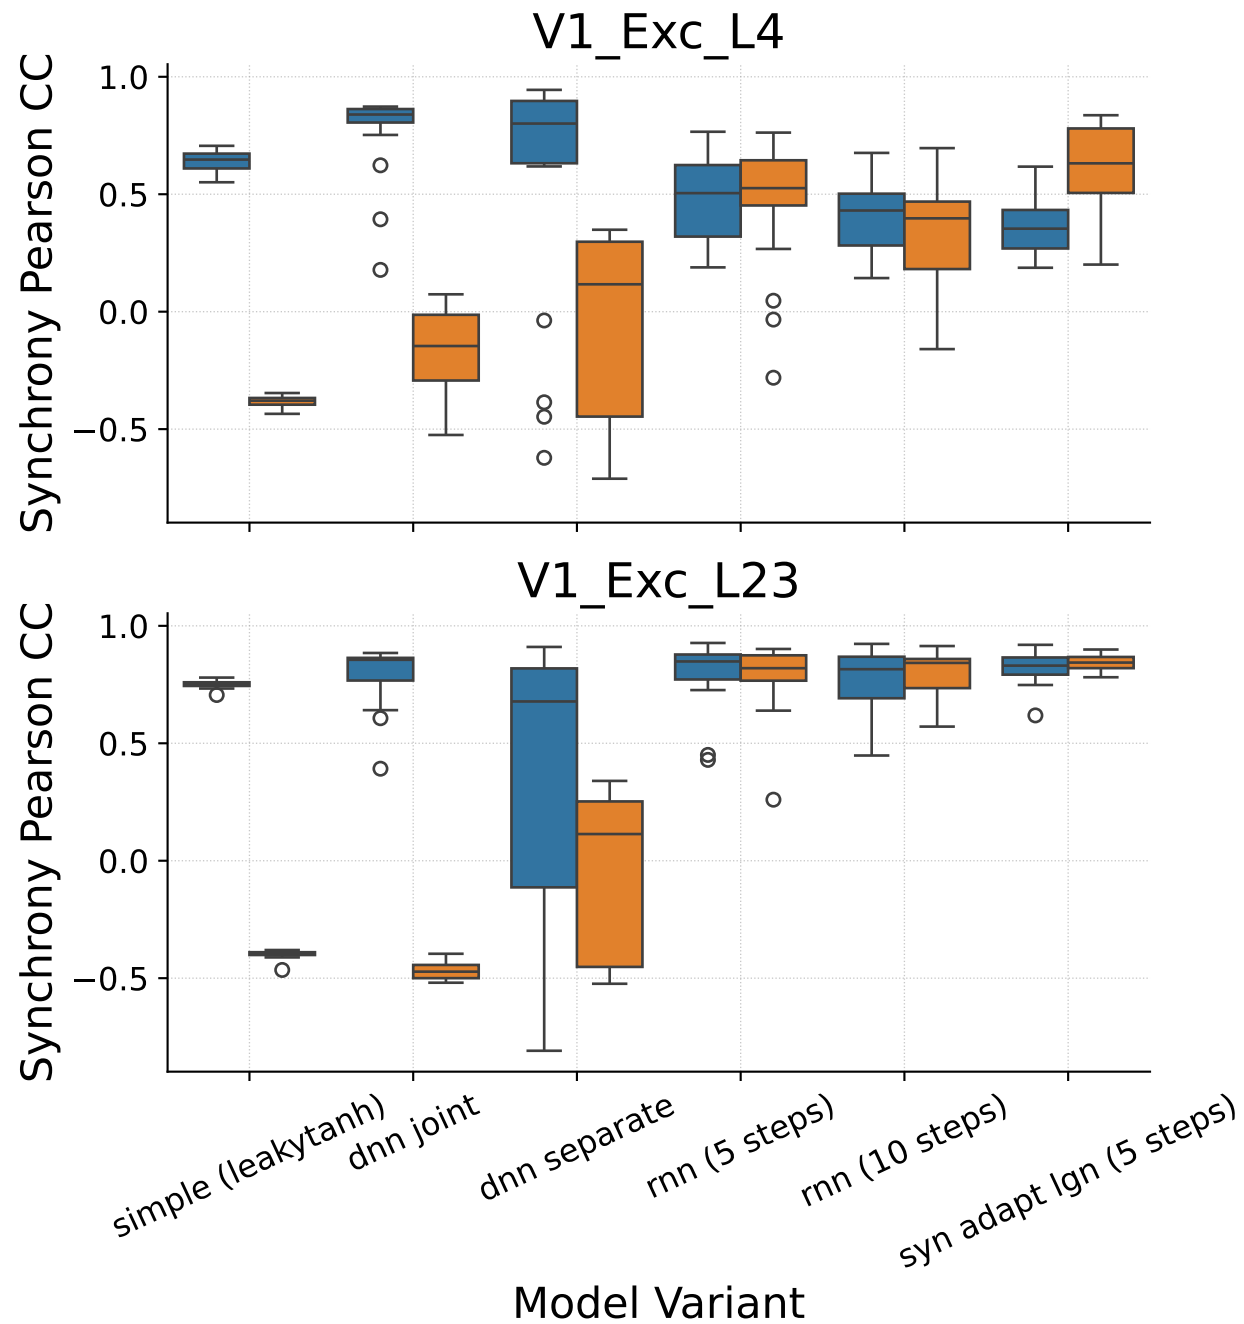 V1_Exc_L4
Synchrony Pearson CC
1.0
0.5
0.0
−0.5
V1_Exc_L23
Synchrony Pearson CC
1.0
0.5
0.0
−0.5
simple (leakytanh)
dnn joint
dnn separate
rnn (5 steps)
rnn (10 steps)
syn adapt lgn (5 steps)
Model Variant